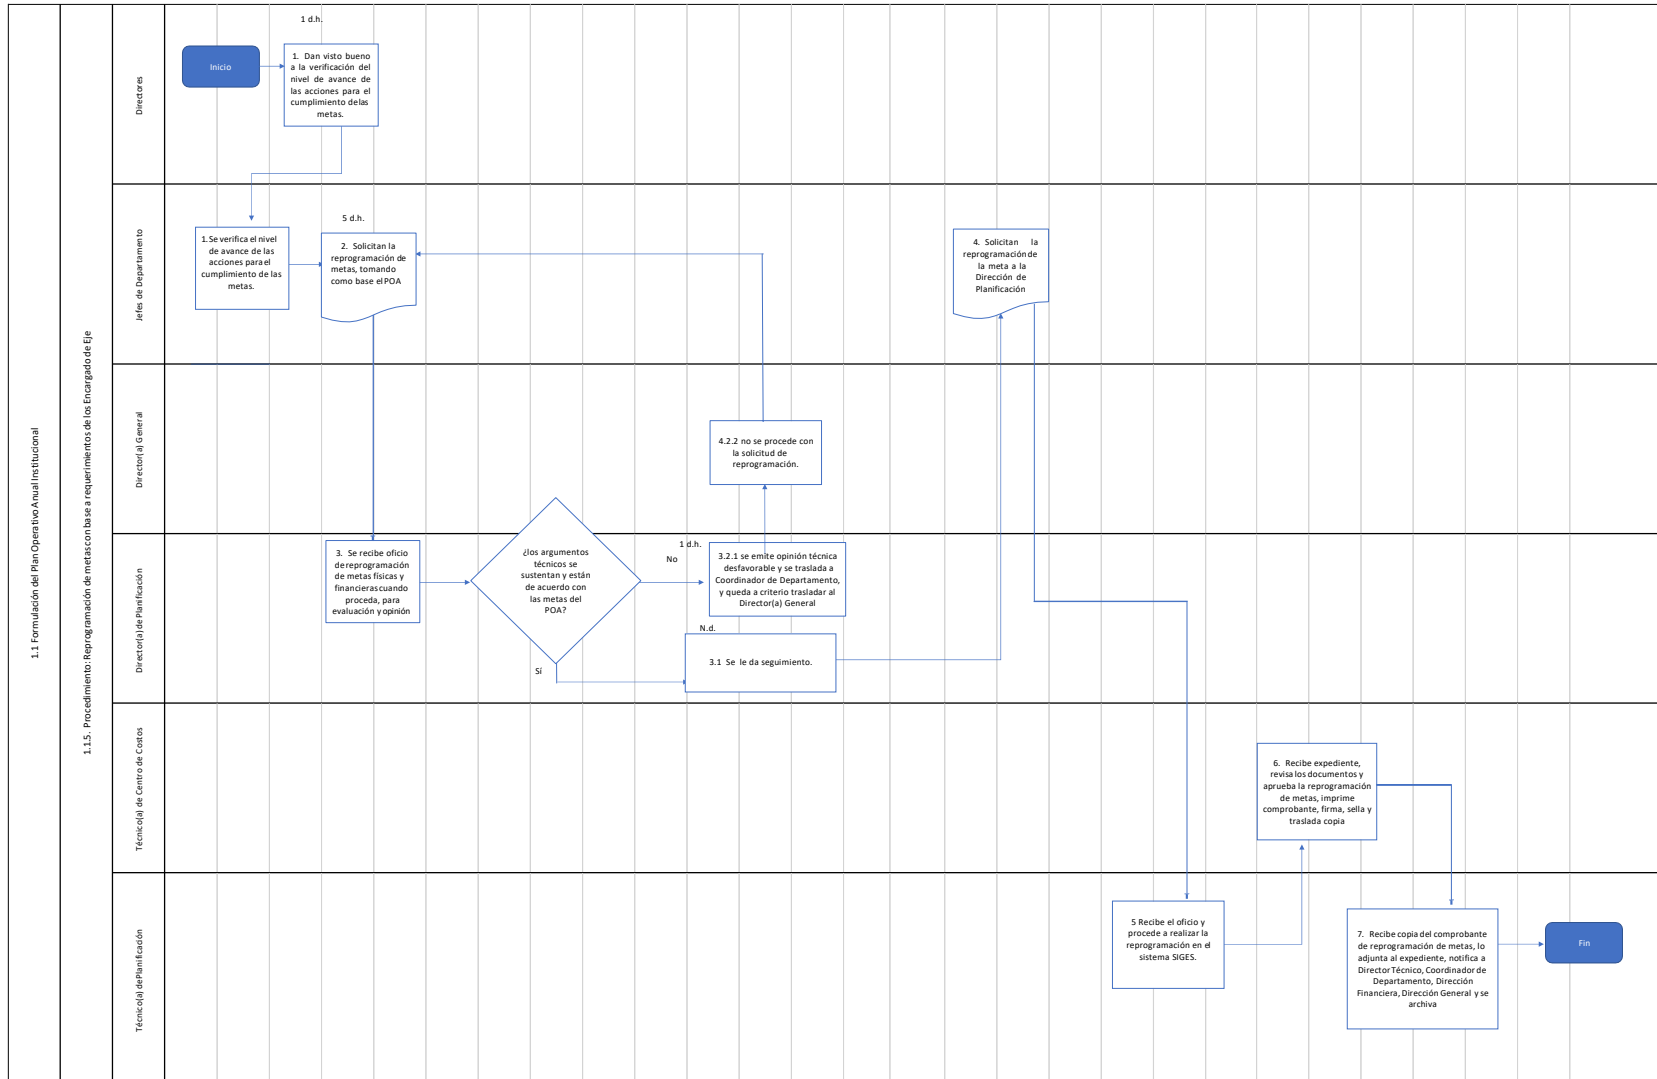 1.1 Formulación del Plan Operativo Anual Institucional
1.1.5. Procedimiento: Reprogramación de metas con base a requerimientos de los Encargado de Eje
Directores
1 d.h.
Inicio
1. Dan visto bueno
a la verificación del
nivel de avance de
las acciones para el
cumplimiento delas
metas.
Jefes de Departamento
5 d.h.
1.Se verifica el nivel
de avance de las
acciones para el
cumplimiento de las
metas.
2. Solicitan la
reprogramación de
metas, tomando
como base el POA
4. Solicitan la
reprogramación de
la meta a la
Dirección de
Planificación
Director(a) General
4.2.2 no se procede con
la solicitud de
reprogramación.
Director(a) de Planificación
3. Se recibe oficio
de reprogramación
de metas físicas y
financieras cuando
proceda, para
evaluación y opinión
¿los argumentos
técnicos se
sustentan y están
de acuerdo con
las metas del
POA?
No
1 d.h.
3.2.1 se emite opinión técnica
desfavorable y se traslada a
Coordinador de Departamento,
y queda a criterio trasladar al
Director(a) General
N.d.
Sí
3.1 Se le da seguimiento.
Técnico(a) de Centro de Costos
6. Recibe expediente,
revisa los documentos y
aprueba la reprogramación
de metas, imprime
comprobante, firma, sella y
traslada copia
Técnico(a) de Planificación
5 Recibe el oficio y
procede a realizar la
reprogramación en el
sistema SIGES.
7. Recibe copia del comprobante
de reprogramación de metas, lo
adjunta al expediente, notifica a
Director Técnico, Coordinador de
Departamento, Dirección
Financiera, Dirección General y se
archiva
Fin